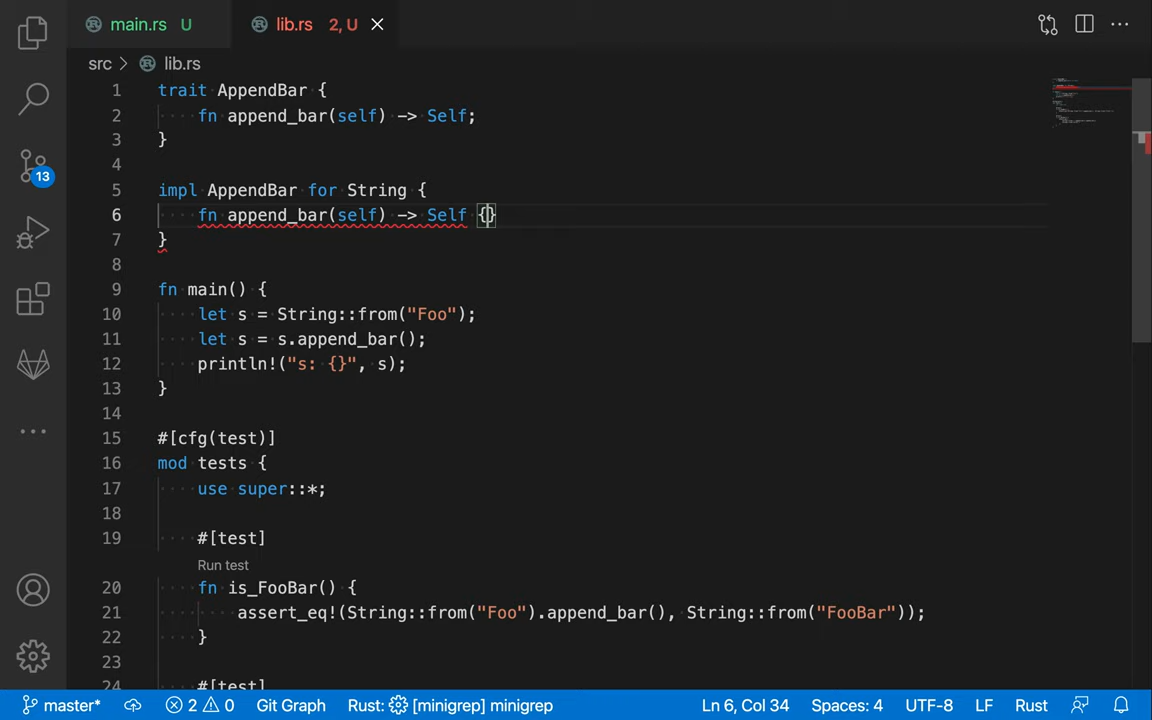 main.rs U lib.rs 2, U
src > lib.rs
1 trait AppendBar {
2 fn append_bar(self) -> Self;
3 }
4
5 impl AppendBar for String {
6 fn append_bar(self) -> Self {}
7 }
8
9 fn main() {
10 let s = String::from("Foo");
11 let s = s.append_bar();
12 println!("s: {}", s);
13 }
14
15 #[cfg(test)]
16 mod tests {
17 use super::*;
18
19 #[test]
Run test
20 fn is_FooBar() {
21 assert_eq!(String::from("Foo").append_bar(), String::from("FooBar"));
22 }
23
24 #[test]
13
master* 2 0 Git Graph Rust: [minigrep] minigrep Ln 6, Col 34 Spaces: 4 UTF-8 LF Rust